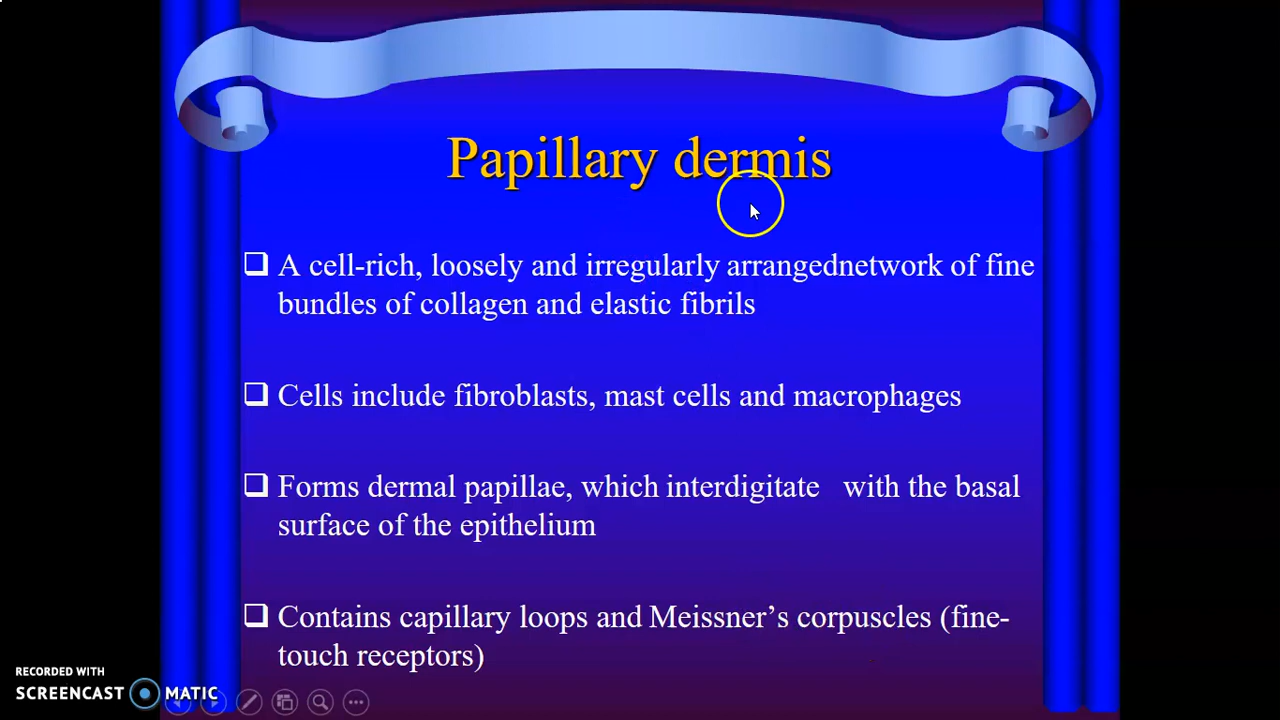 Papillary dermis
❑ A cell-rich, loosely and irregularly arrangednetwork of fine
bundles of collagen and elastic fibrils
❑ Cells include fibroblasts, mast cells and macrophages
❑ Forms dermal papillae, which interdigitate   with the basal
surface of the epithelium
❑ Contains capillary loops and Meissner’s corpuscles (fine-
touch receptors)
RECORDED WITH
SCREENCAST MATIC